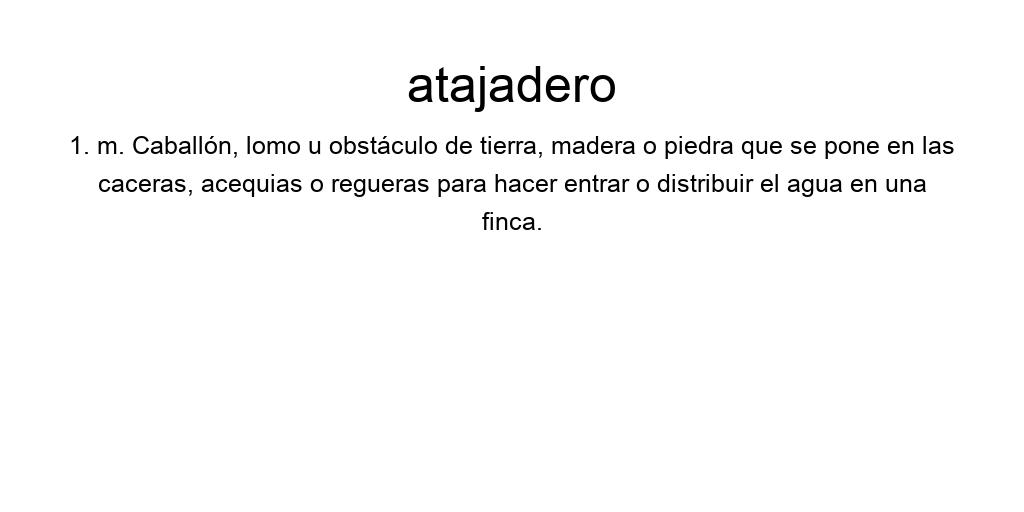 atajadero
1. m. Caballón, lomo u obstáculo de tierra, madera o piedra que se pone en las
caceras, acequias o regueras para hacer entrar o distribuir el agua en una
finca.